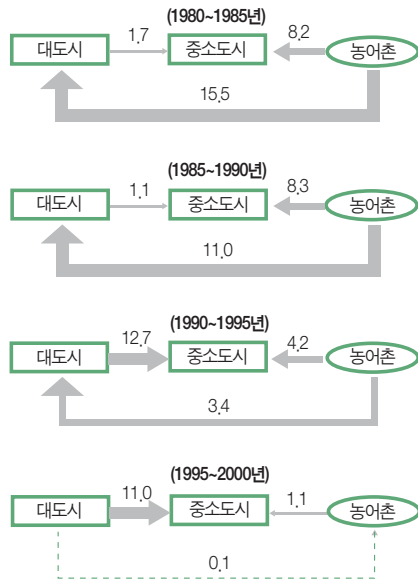 (1980~1985년)
대도시 1.7 중소도시 8.2 농어촌
15.5
(1985~1990년)
대도시 1.1 중소도시 8.3 농어촌
11.0
(1990~1995년)
대도시 12.7 중소도시 4.2 농어촌
3.4
(1995~2000년)
대도시 11.0 중소도시 1.1 농어촌
0.1